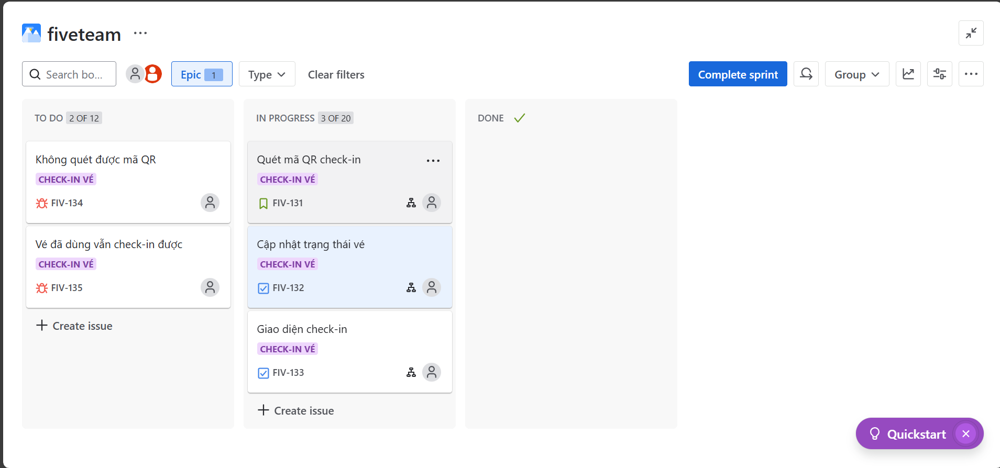 fiveteam
Search bo...
Epic 1
Type
Clear filters
Complete sprint
Group
TO DO 2 OF 12
Không quét được mã QR
CHECK-IN VÉ
FIV-134
Vé đã dùng vẫn check-in được
CHECK-IN VÉ
FIV-135
Create issue
IN PROGRESS 3 OF 20
Quét mã QR check-in
CHECK-IN VÉ
FIV-131
Cập nhật trạng thái vé
CHECK-IN VÉ
FIV-132
Giao diện check-in
CHECK-IN VÉ
FIV-133
Create issue
DONE
Quickstart